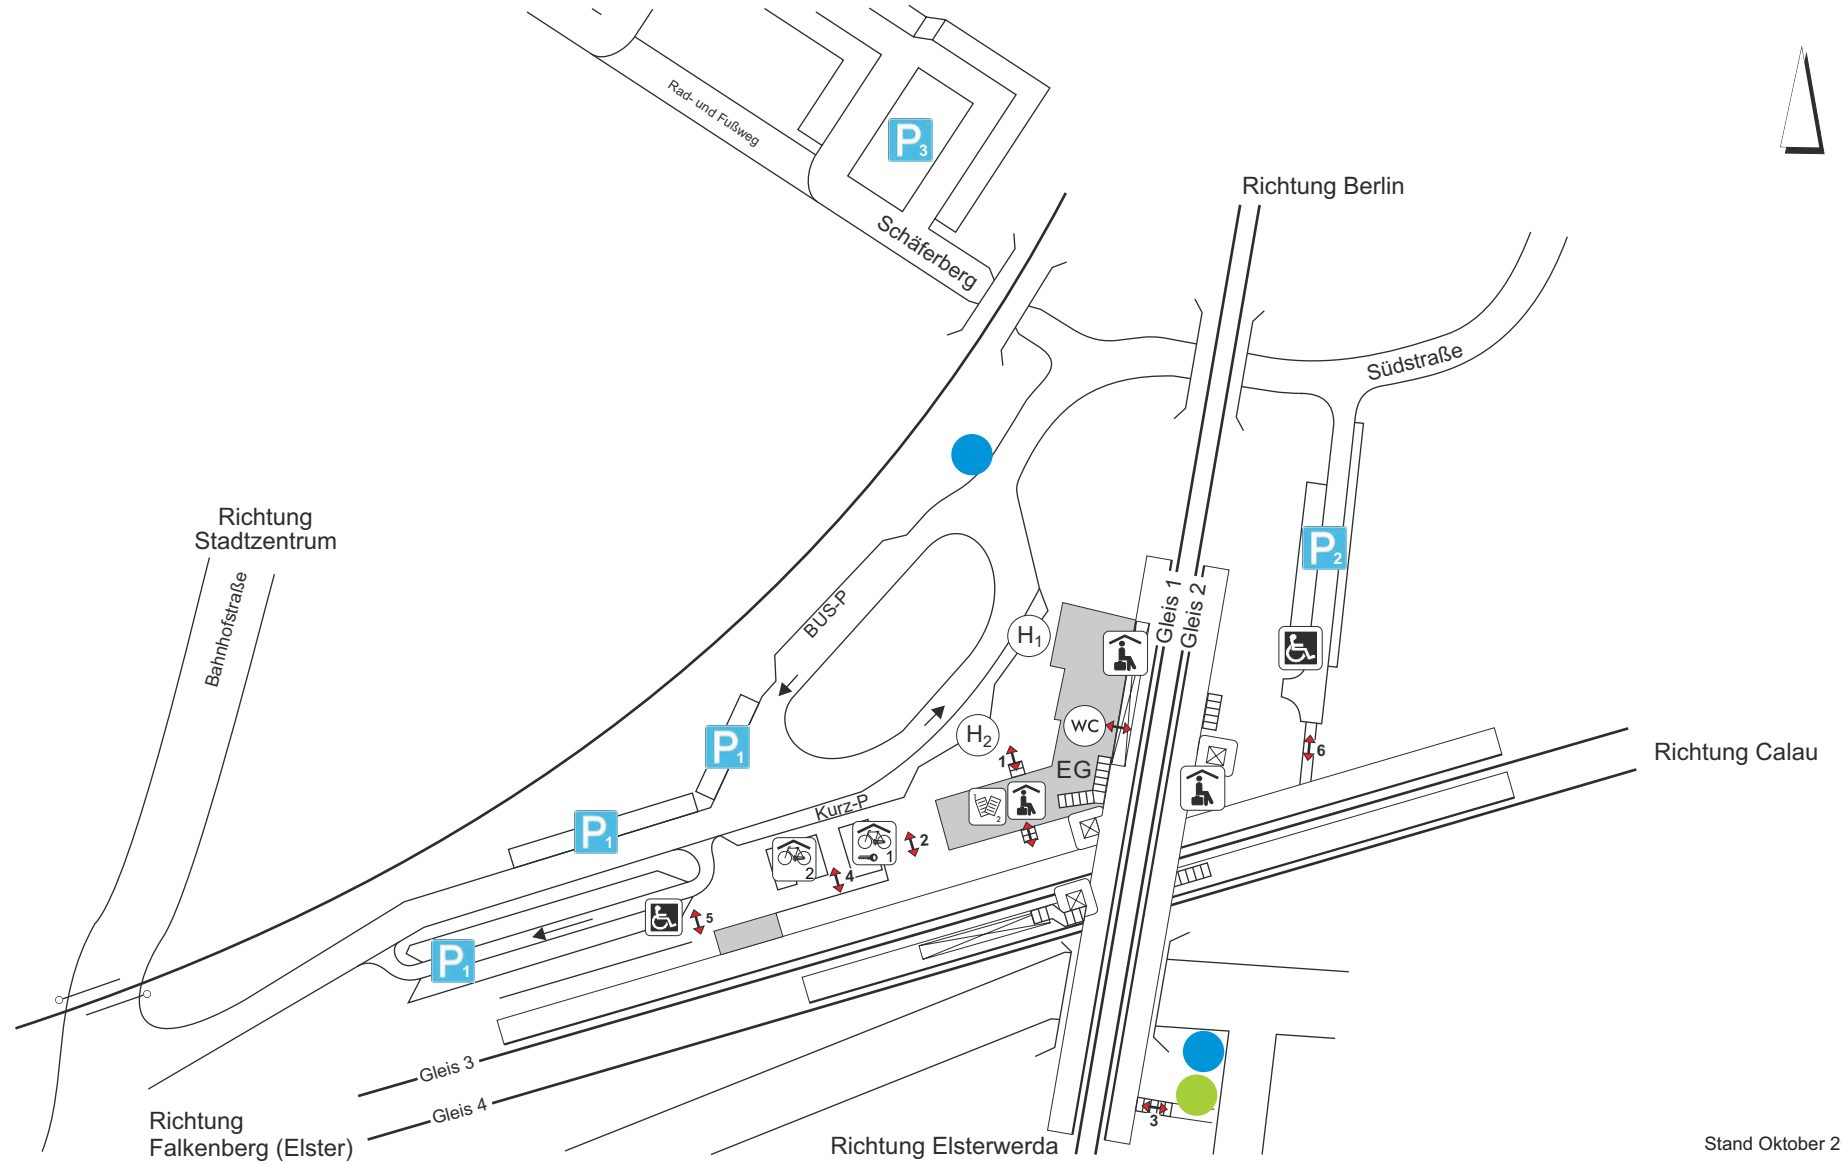 Rad- und Fußweg
P3
Richtung Berlin
Schäferberg
Südstraße
Richtung
Stadtzentrum
Bahnhofstraße
P2
BUS-P
Gleis 1
Gleis 2
H1
H2
WC
P1
1
EG
6
Richtung Calau
Kurz-P
2
P1
1
2
2
4
5
P1
Gleis 3
Gleis 4
3
Richtung
Falkenberg (Elster)
Richtung Elsterwerda
Stand Oktober 2